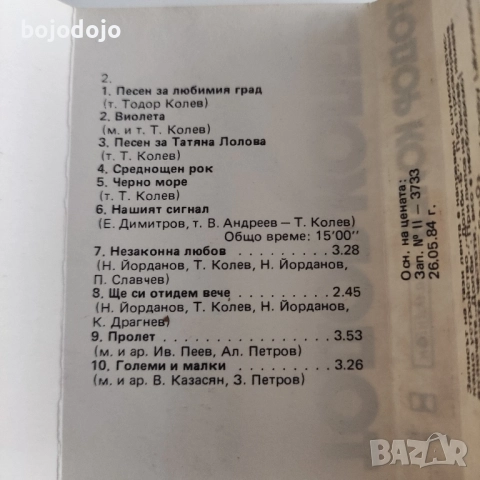 bojodojo
2.
1. Песен за любимия град
(т. Тодор Колев)
2. Виолета
(м. и т. Т. Колев)
3. Песен за Татяна Лолова
(т. Т. Колев)
4. Среднощен рок
5. Черно море
(т. Т. Колев)
6. Нашият сигнал
(Е. Димитров, т. В. Андреев — Т. Колев)
Общо време: 15'00"
7. Незаконна любов . . . . . . . . . . 3.28
(Н. Йорданов, Т. Колев, Н. Йорданов,
П. Славчев)
8. Ще си отидем вече . . . . . . . . . 2.45
(Н. Йорданов, Т. Колев, Н. Йорданов,
К. Драгнев)
9. Пролет . . . . . . . . . . . . . . 3.53
(м. и ар. Ив. Пеев, Ал. Петров)
10. Големи и малки . . . . . . . . . 3.26
(м. и ар. В. Казасян, З. Петров)
Осн. на цената:
Зап. № II — 3733
26.05.84 г.
BAZAR